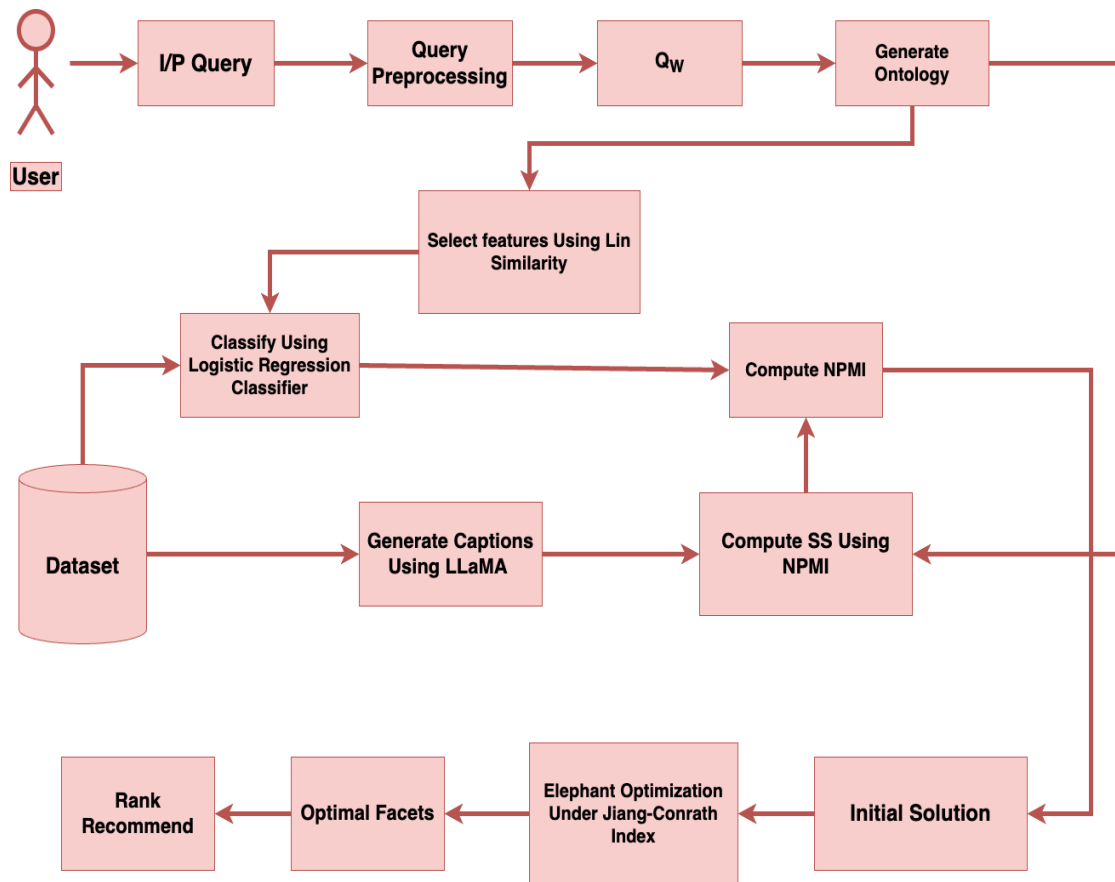 I/P Query
Query
Preprocessing
Qw
Generate
Ontology
User
Select features Using Lin
Similarity
Classify Using
Logistic Regression
Classifier
Compute NPMI
Dataset
Generate Captions
Using LLaMA
Compute SS Using
NPMI
Rank
Recommend
Optimal Facets
Elephant Optimization
Under Jiang-Conrath
Index
Initial Solution